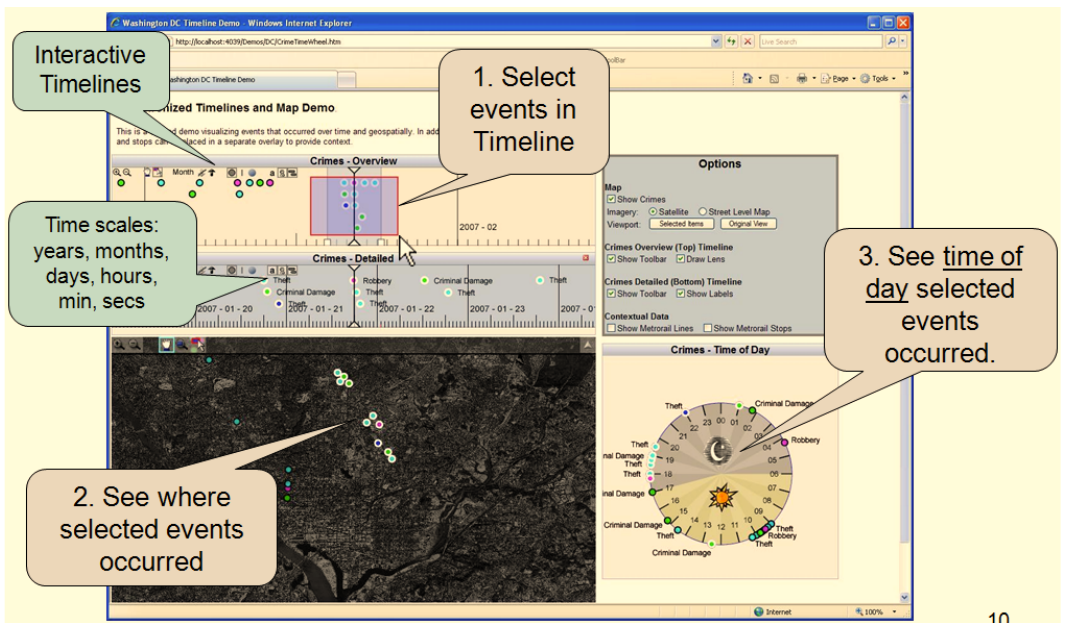 Washington DC Timeline Demo - Windows Internet Explorer
http://localhost:4039/Demos/DC/CrimeTimeWheel.htm
Live Search
Interactive
Timelines
ashington DC Timeline Demo
Page
Tools
1. Select
events in
Timeline
nized Timelines and Map Demo.
This is a
d demo visualizing events that occurred over time and geospatially. In add
and stops can
placed in a separate overlay to provide context.
Crimes - Overview
Month
2007 - 02
Time scales:
years, months,
days, hours,
min, secs
Crimes - Detailed
Theft
Robbery
Criminal Damage
Theft
Criminal Damage
Theft
Theft
Theft
2007 - 01 - 20
2007 - 01 - 21
2007 - 01 - 22
2007 - 01 - 23
2007 - 01
Options
Map
Show Crimes
Imagery:
Satellite
Street Level Map
Viewport:
Selected Items
Original View
Crimes Overview (Top) Timeline
Show Toolbar
Draw Lens
Crimes Detailed (Bottom) Timeline
Show Toolbar
Show Labels
Contextual Data
Show Metrorail Lines
Show Metrorail Stops
3. See time of
day selected
events
occurred.
2. See where
selected events
occurred
Crimes - Time of Day
Theft
Criminal Damage
Robbery
Theft
nal Damage
Theft
Theft
inal Damage
Criminal Damage
Theft
Criminal Damage
Theft
Robbery
Theft
00
01
02
03
04
05
06
07
08
09
10
11
12
13
14
15
16
17
18
19
20
21
22
23
Internet
100%
10